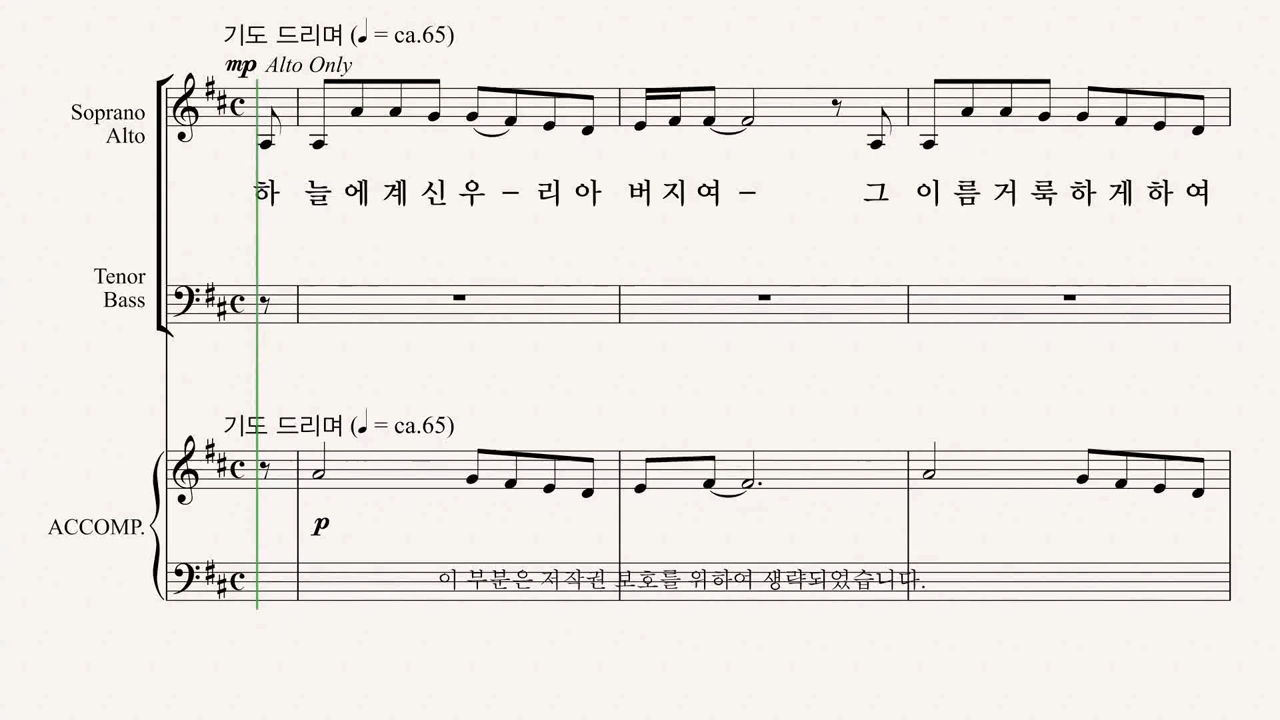 기도 드리며 (♩ = ca.65)
mp Alto Only
Soprano
Alto
하 늘 에 계 신 우 – 리 아 버 지 여 – 그 이 름 거 룩 하 게 하 여
Tenor
Bass
기도 드리며 (♩ = ca.65)
p
ACCOMP.
이 부분은 저작권 보호를 위하여 생략되었습니다.